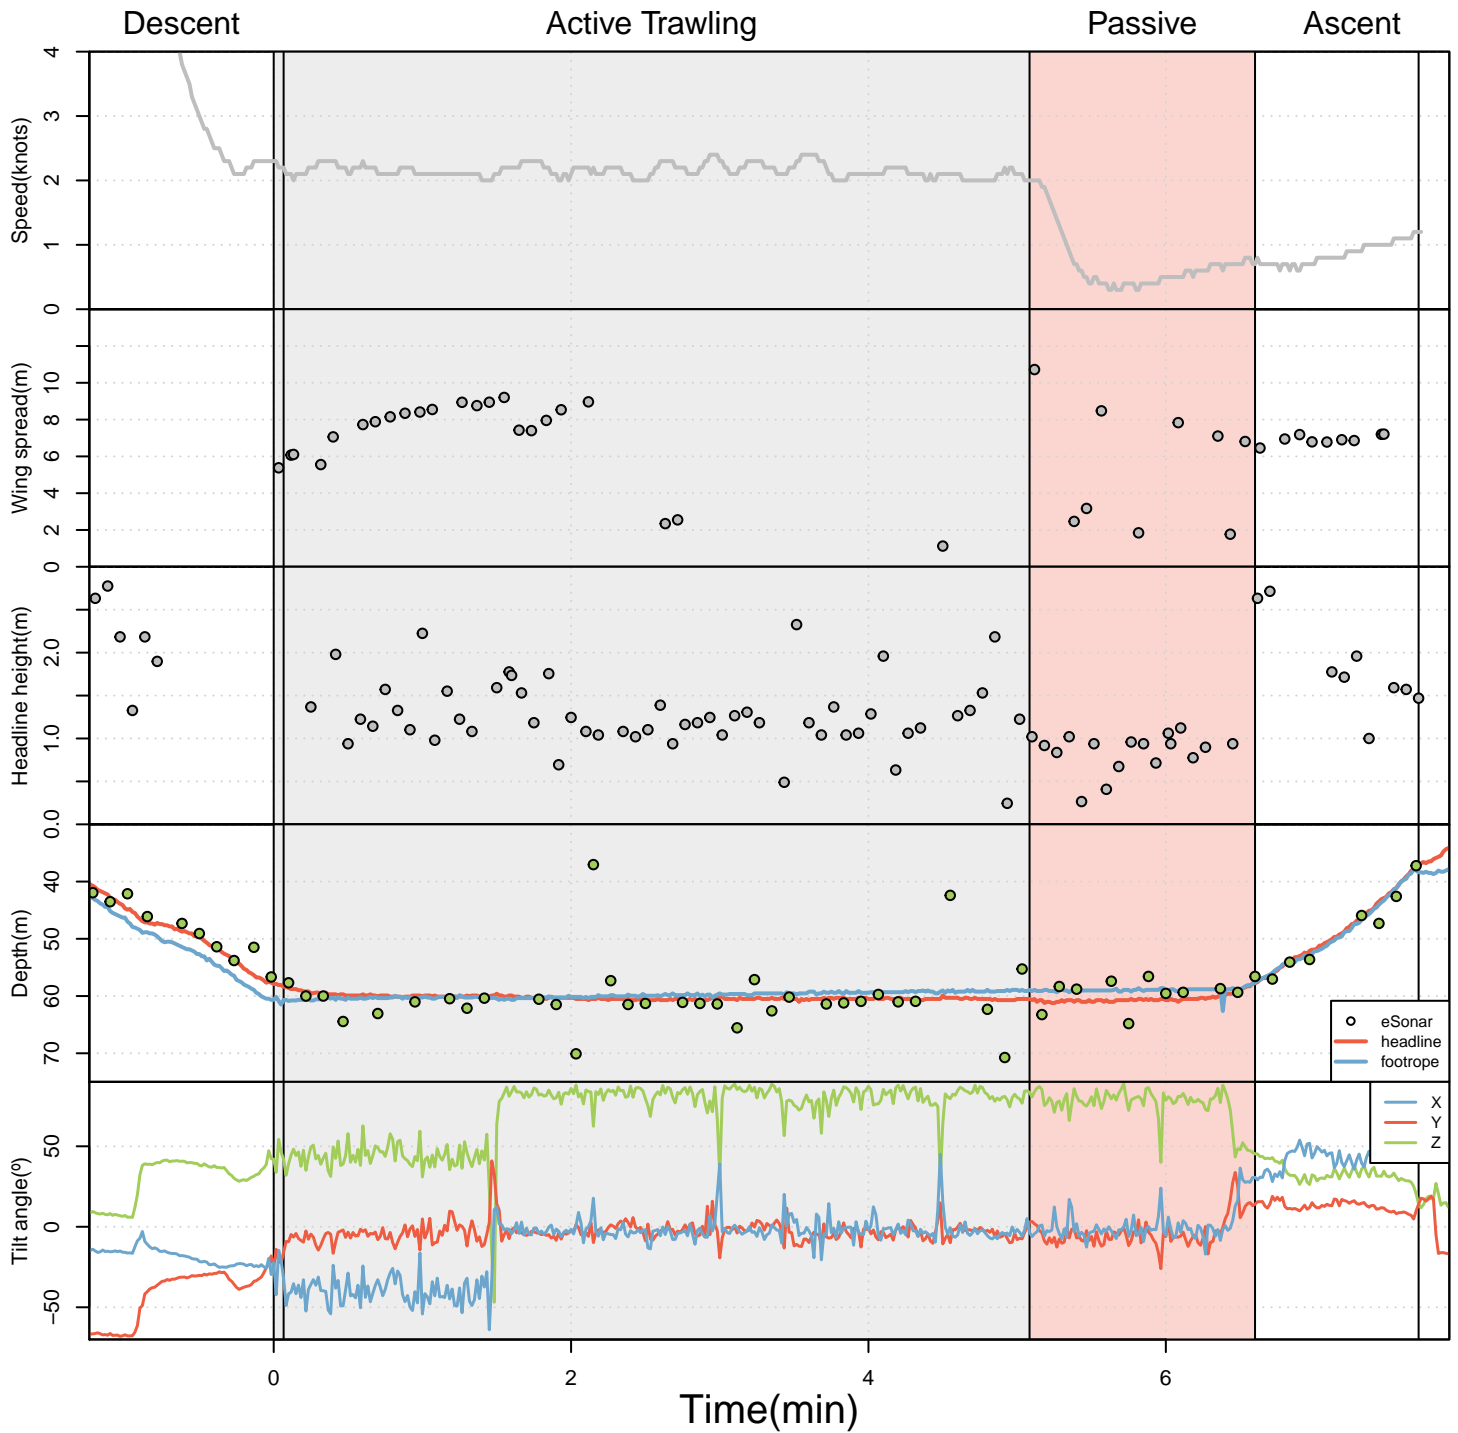 Descent Active Trawling Passive Ascent
Speed(knots)
4
3
2
1
0
Wing spread(m)
10
8
6
4
2
0
Headline height(m)
2.0
1.0
0.0
Depth(m)
40
50
60
70
eSonar
headline
footrope
Tilt angle(º)
50
0
−50
X
Y
Z
0 2 4 6
Time(min)